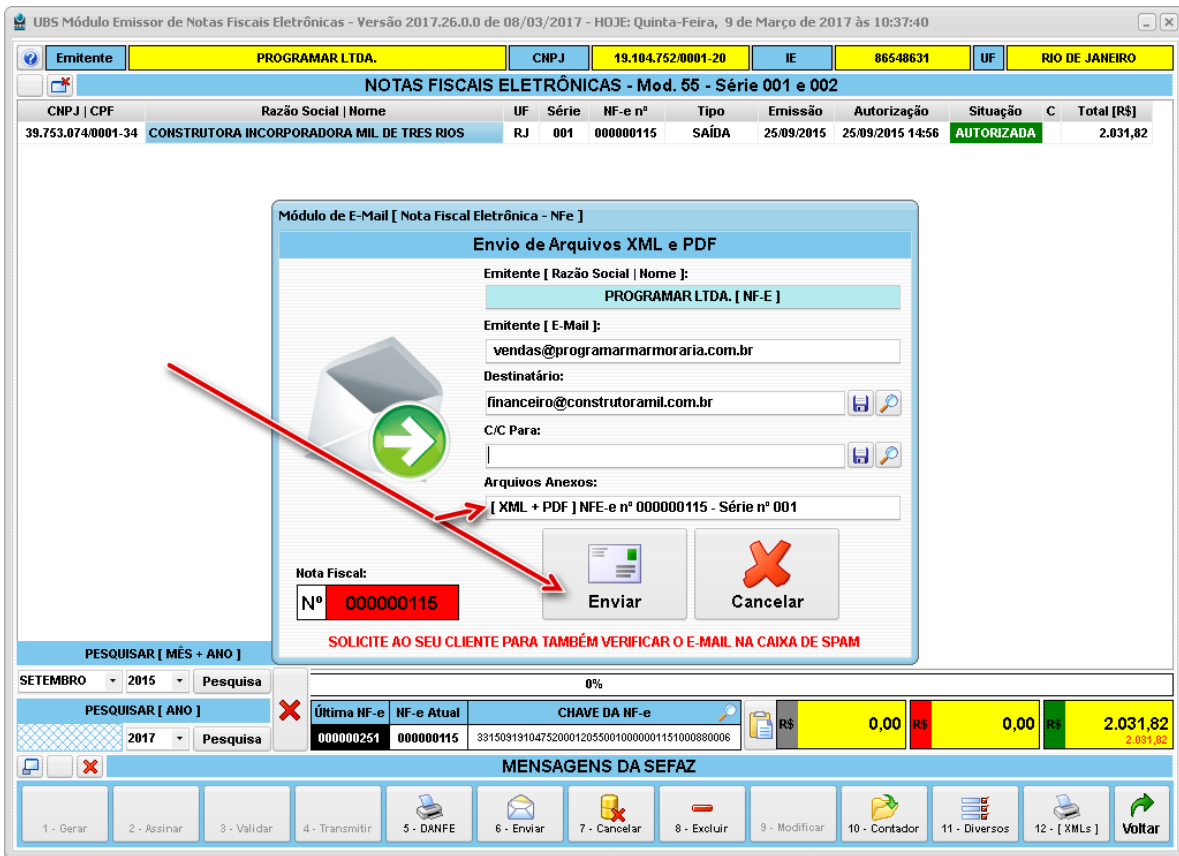 UBS Módulo Emissor de Notas Fiscais Eletrônicas - Versão 2017.26.0.0 de 08/03/2017 - HOJE: Quinta-Feira, 9 de Março de 2017 às 10:37:40
Emitente PROGRAMAR LTDA. CNPJ 19.104.752/0001-20 IE 86548631 UF RIO DE JANEIRO
NOTAS FISCAIS ELETRÔNICAS - Mod. 55 - Série 001 e 002
CNPJ | CPF Razão Social | Nome UF Série NF-e nº Tipo Emissão Autorização Situação C Total [R$]
39.753.074/0001-34 CONSTRUTORA INCORPORADORA MIL DE TRES RIOS RJ 001 000000115 SAÍDA 25/09/2015 25/09/2015 14:56 AUTORIZADA 2.031,82
Módulo de E-Mail [ Nota Fiscal Eletrônica - NFe ]
Envio de Arquivos XML e PDF
Emitente [ Razão Social | Nome ]:
PROGRAMAR LTDA. [ NF-E ]
Emitente [ E-Mail ]:
vendas@programarmarmoraria.com.br
Destinatário:
financeiro@construtoramil.com.br
C/C Para:
Arquivos Anexos:
[ XML + PDF ] NFE-e nº 000000115 - Série nº 001
Nota Fiscal:
Nº 000000115
Enviar Cancelar
SOLICITE AO SEU CLIENTE PARA TAMBÉM VERIFICAR O E-MAIL NA CAIXA DE SPAM
PESQUISAR [ MÊS + ANO ]
SETEMBRO 2015 Pesquisa
0%
PESQUISAR [ ANO ]
2017 Pesquisa
Última NF-e NF-e Atual CHAVE DA NF-e
000000251 000000115 33150919104752000120550010000001151000880006
R$ 0,00 R$ 0,00 R$ 2.031,82
2.031,82
MENSAGENS DA SEFAZ
1 - Gerar 2 - Assinar 3 - Validar 4 - Transmitir 5 - DANFE 6 - Enviar 7 - Cancelar 8 - Excluir 9 - Modificar 10 - Contador 11 - Diversos 12 - [ XMLs ] Voltar